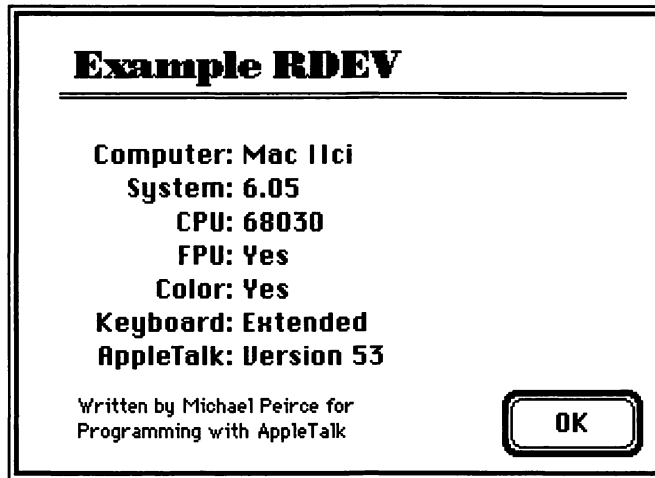 Example RDEV
Computer: Mac IIci
System: 6.05
CPU: 68030
FPU: Yes
Color: Yes
Keyboard: Extended
AppleTalk: Version 53
Written by Michael Peirce for
Programming with AppleTalk
OK